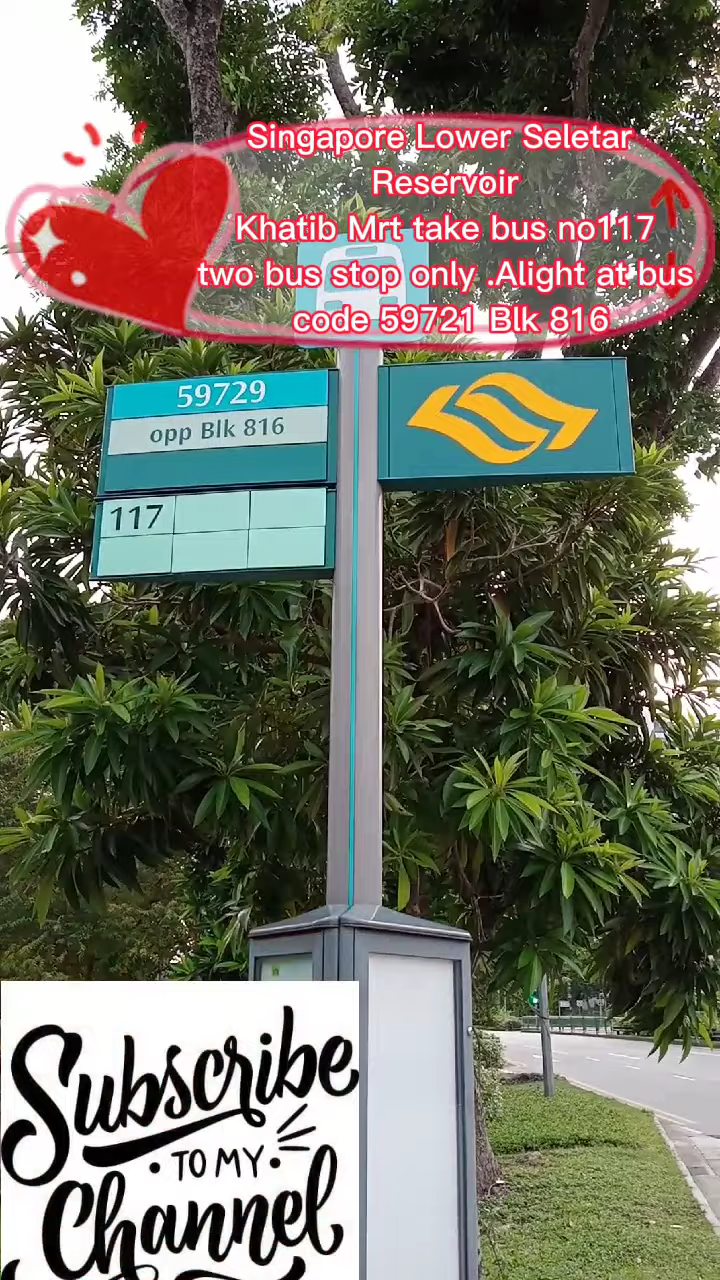 Singapore Lower Seletar
Reservoir
Khatib Mrt take bus no117
two bus stop only .Alight at bus
code 59721 Blk 816
59729
opp Blk 816
117
Subscribe
TO MY
Channel